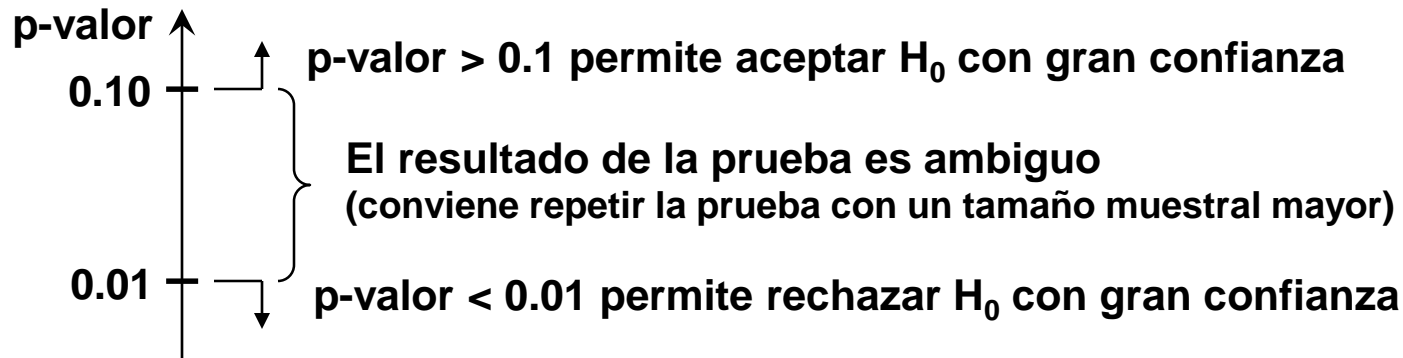 p-valor
p-valor > 0.1 permite aceptar H₀ con gran confianza
0.10
El resultado de la prueba es ambiguo
(conviene repetir la prueba con un tamaño muestral mayor)
0.01
p-valor < 0.01 permite rechazar H₀ con gran confianza